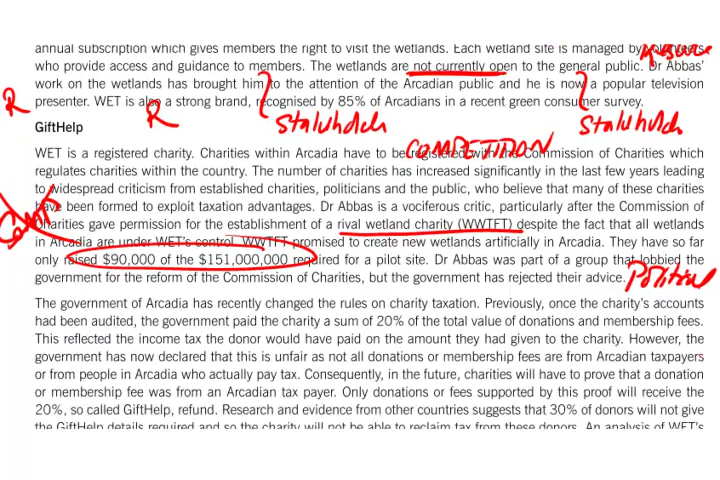 annual subscription which gives members the right to visit the wetlands. Each wetland site is managed by volunteers
who provide access and guidance to members. The wetlands are not currently open to the general public. Dr Abbas'
work on the wetlands has brought him to the attention of the Arcadian public and he is now a popular television
presenter. WET is also a strong brand, recognised by 85% of Arcadians in a recent green consumer survey.
R
R
GiftHelp
COMPETITION
WET is a registered charity. Charities within Arcadia have to be registered with the Commission of Charities which
regulates charities within the country. The number of charities has increased significantly in the last few years leading
to widespread criticism from established charities, politicians and the public, who believe that many of these charities
have been formed to exploit taxation advantages. Dr Abbas is a vociferous critic, particularly after the Commission of
Charities gave permission for the establishment of a rival wetland charity (WWTFT) despite the fact that all wetlands
in Arcadia are under WET's control. WWTFT promised to create new wetlands artificially in Arcadia. They have so far
only raised $90,000 of the $151,000,000 required for a pilot site. Dr Abbas was part of a group that lobbied the
government for the reform of the Commission of Charities, but the government has rejected their advice.
Political
The government of Arcadia has recently changed the rules on charity taxation. Previously, once the charity's accounts
had been audited, the government paid the charity a sum of 20% of the total value of donations and membership fees.
This reflected the income tax the donor would have paid on the amount they had given to the charity. However, the
government has now declared that this is unfair as not all donations or membership fees are from Arcadian taxpayers
or from people in Arcadia who actually pay tax. Consequently, in the future, charities will have to prove that a donation
or membership fee was from an Arcadian tax payer. Only donations or fees supported by this proof will receive the
20%, so called GiftHelp, refund. Research and evidence from other countries suggests that 30% of donors will not give
the GiftHelp details required and so the charity will not be able to reclaim tax from these donors. An analysis of WET's